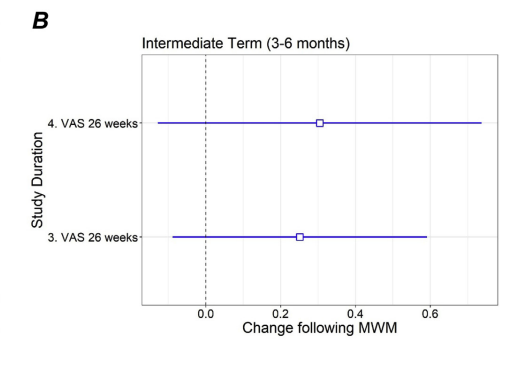 B
Intermediate Term (3-6 months)
Study Duration
4. VAS 26 weeks
3. VAS 26 weeks
0.0 0.2 0.4 0.6
Change following MWM